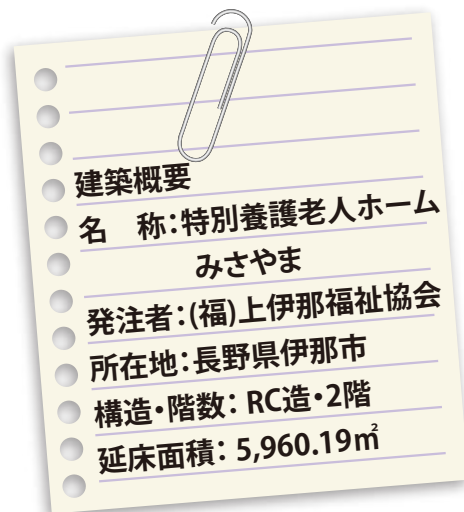 建築概要
名　称：特別養護老人ホーム
みさやま
発注者：(福)上伊那福祉協会
所在地：長野県伊那市
構造・階数：RC造・2階
延床面積：5,960.19㎡